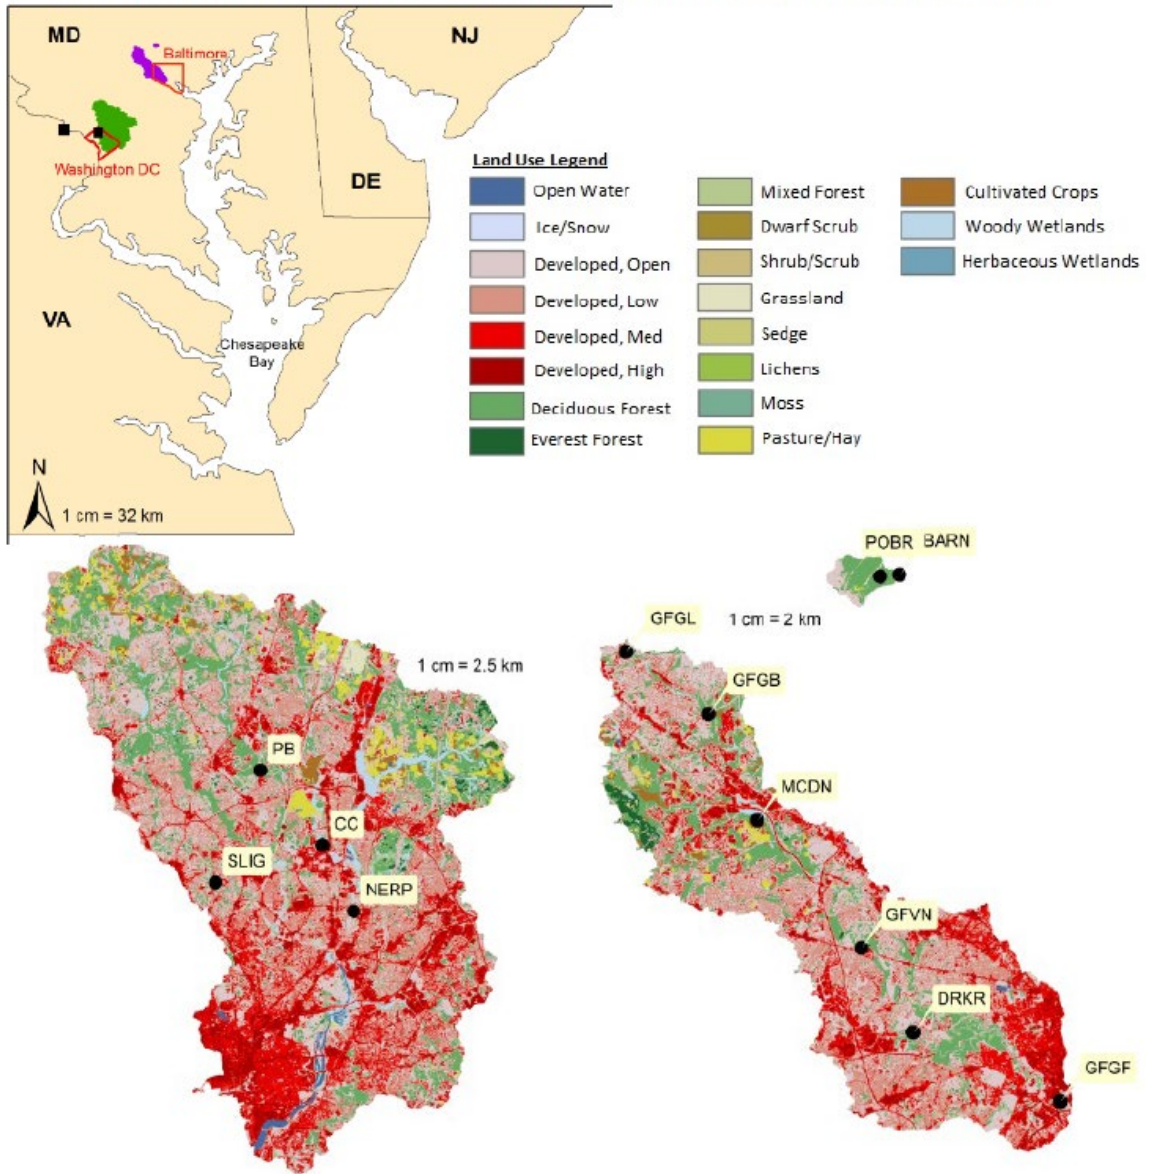 MD
NJ
Baltimore
Washington DC
DE
VA
Chesapeake
Bay
N
1 cm = 32 km
Land Use Legend
Open Water
Ice/Snow
Developed, Open
Developed, Low
Developed, Med
Developed, High
Deciduous Forest
Everest Forest
Mixed Forest
Dwarf Scrub
Shrub/Scrub
Grassland
Sedge
Lichens
Moss
Pasture/Hay
Cultivated Crops
Woody Wetlands
Herbaceous Wetlands
1 cm = 2.5 km
PB
CC
SLIG
NERP
POBR BARN
1 cm = 2 km
GFGL
GFGB
MCDN
GFVN
DRKR
GFGF